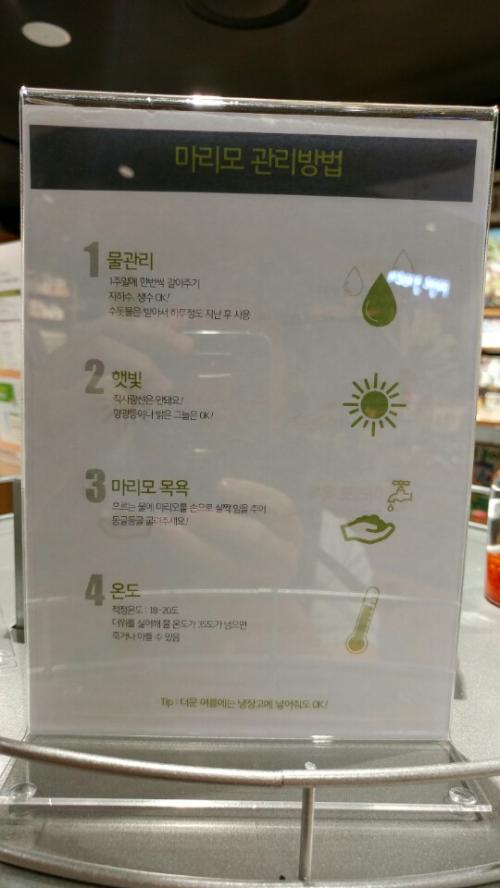 마리모 관리방법
1 물관리
1주일에 한번씩 갈아주기
지하수, 생수 OK!
수돗물은 받아서 하루정도 지난 후 사용
2 햇빛
직사광선은 안돼요!
형광등이나 밝은 그늘은 OK!
3 마리모 목욕
흐르는 물에 마리모를 손으로 살짝 힘을 주어
동글동글 굴려주세요!
4 온도
적정온도 : 18~20도
더위를 싫어해 물 온도가 35도가 넘으면
죽거나 아플 수 있음
Tip : 더운 여름에는 냉장고에 넣어줘도 OK!